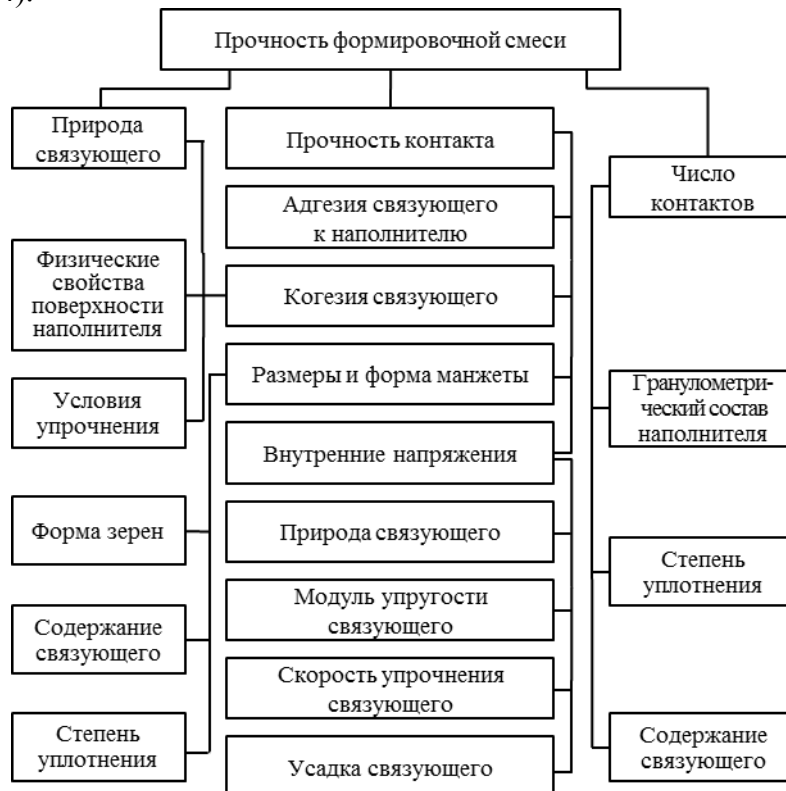 4).
Прочность формировочной смеси
Природа
связующего
Физические
свойства
поверхности
наполнителя
Условия
упрочнения
Форма зерен
Содержание
связующего
Степень
уплотнения
Прочность контакта
Адгезия связующего
к наполнителю
Когезия связующего
Размеры и форма манжеты
Внутренние напряжения
Природа связующего
Модуль упругости
связующего
Скорость упрочнения
связующего
Усадка связующего
Число
контактов
Гранулометри-
ческий состав
наполнителя
Степень
уплотнения
Содержание
связующего